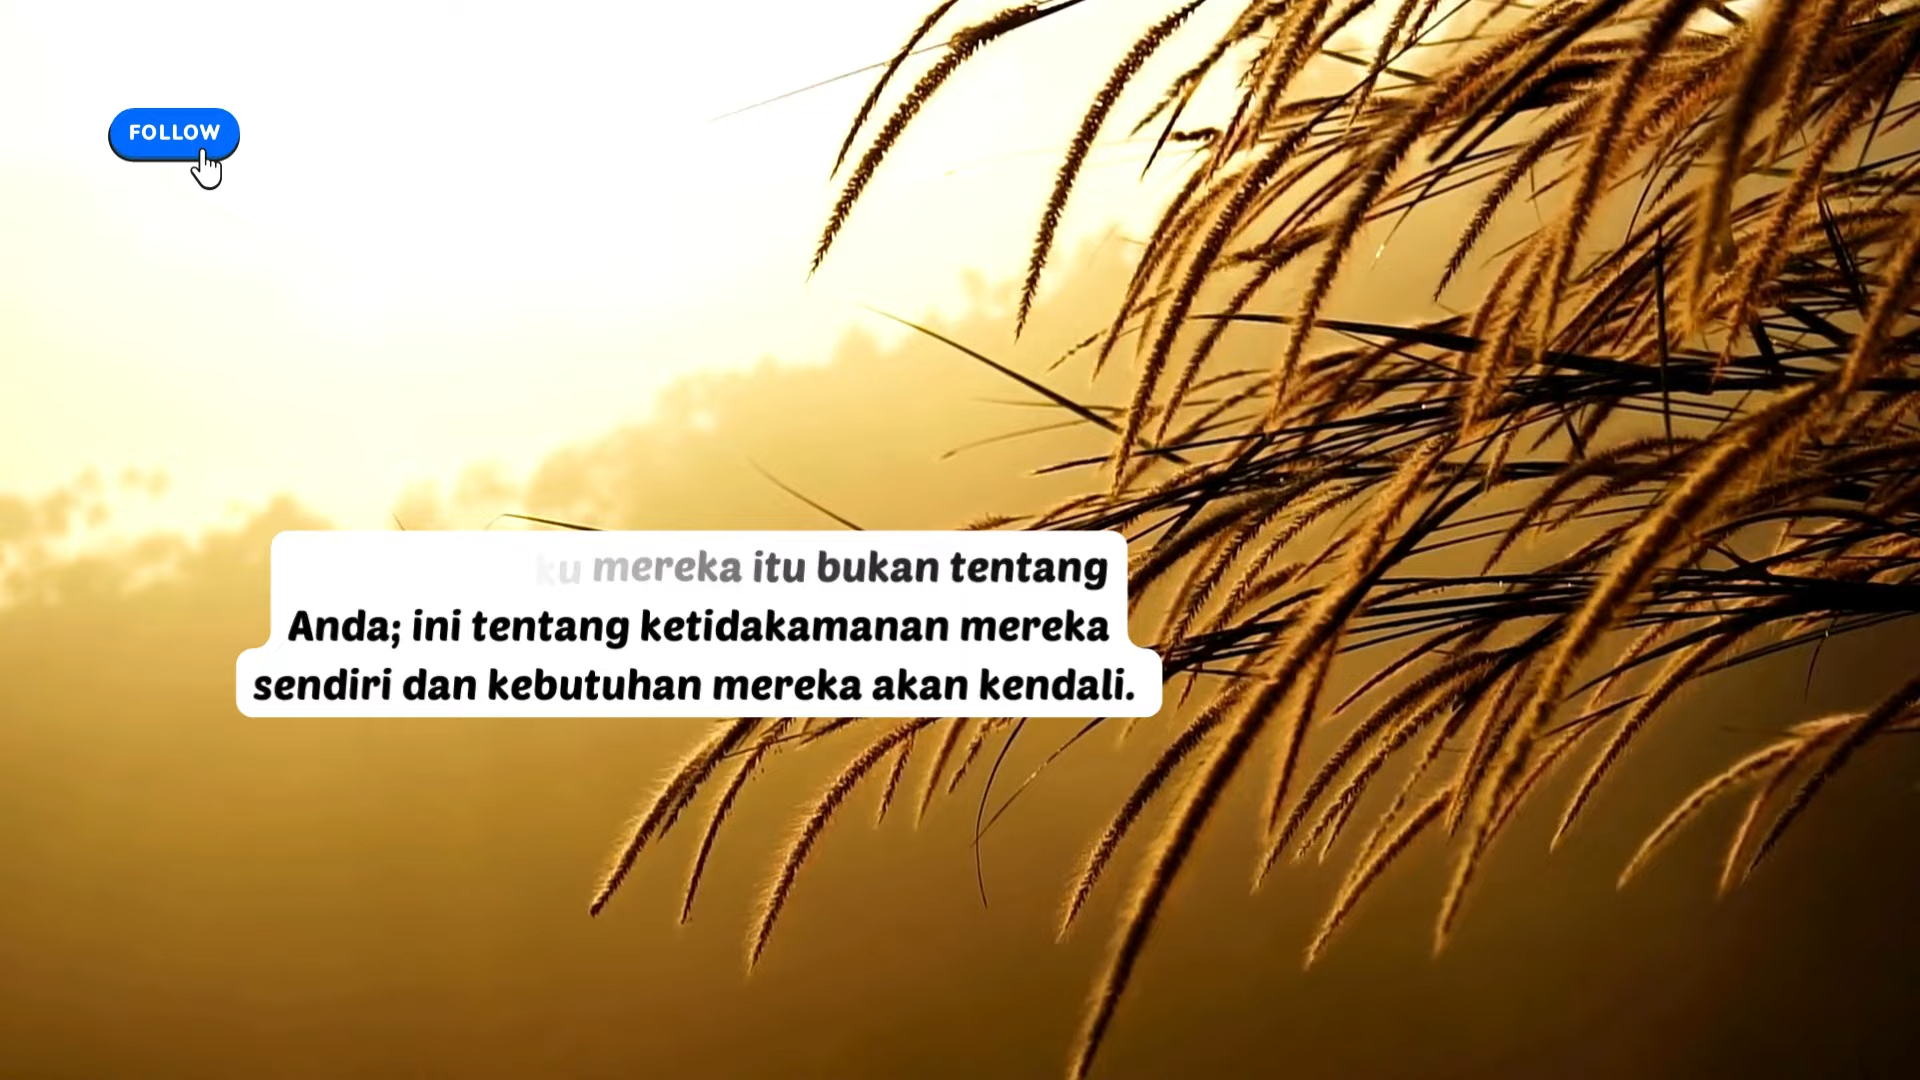 FOLLOW
mereka itu bukan tentang
Anda; ini tentang ketidakamanan mereka
sendiri dan kebutuhan mereka akan kendali.